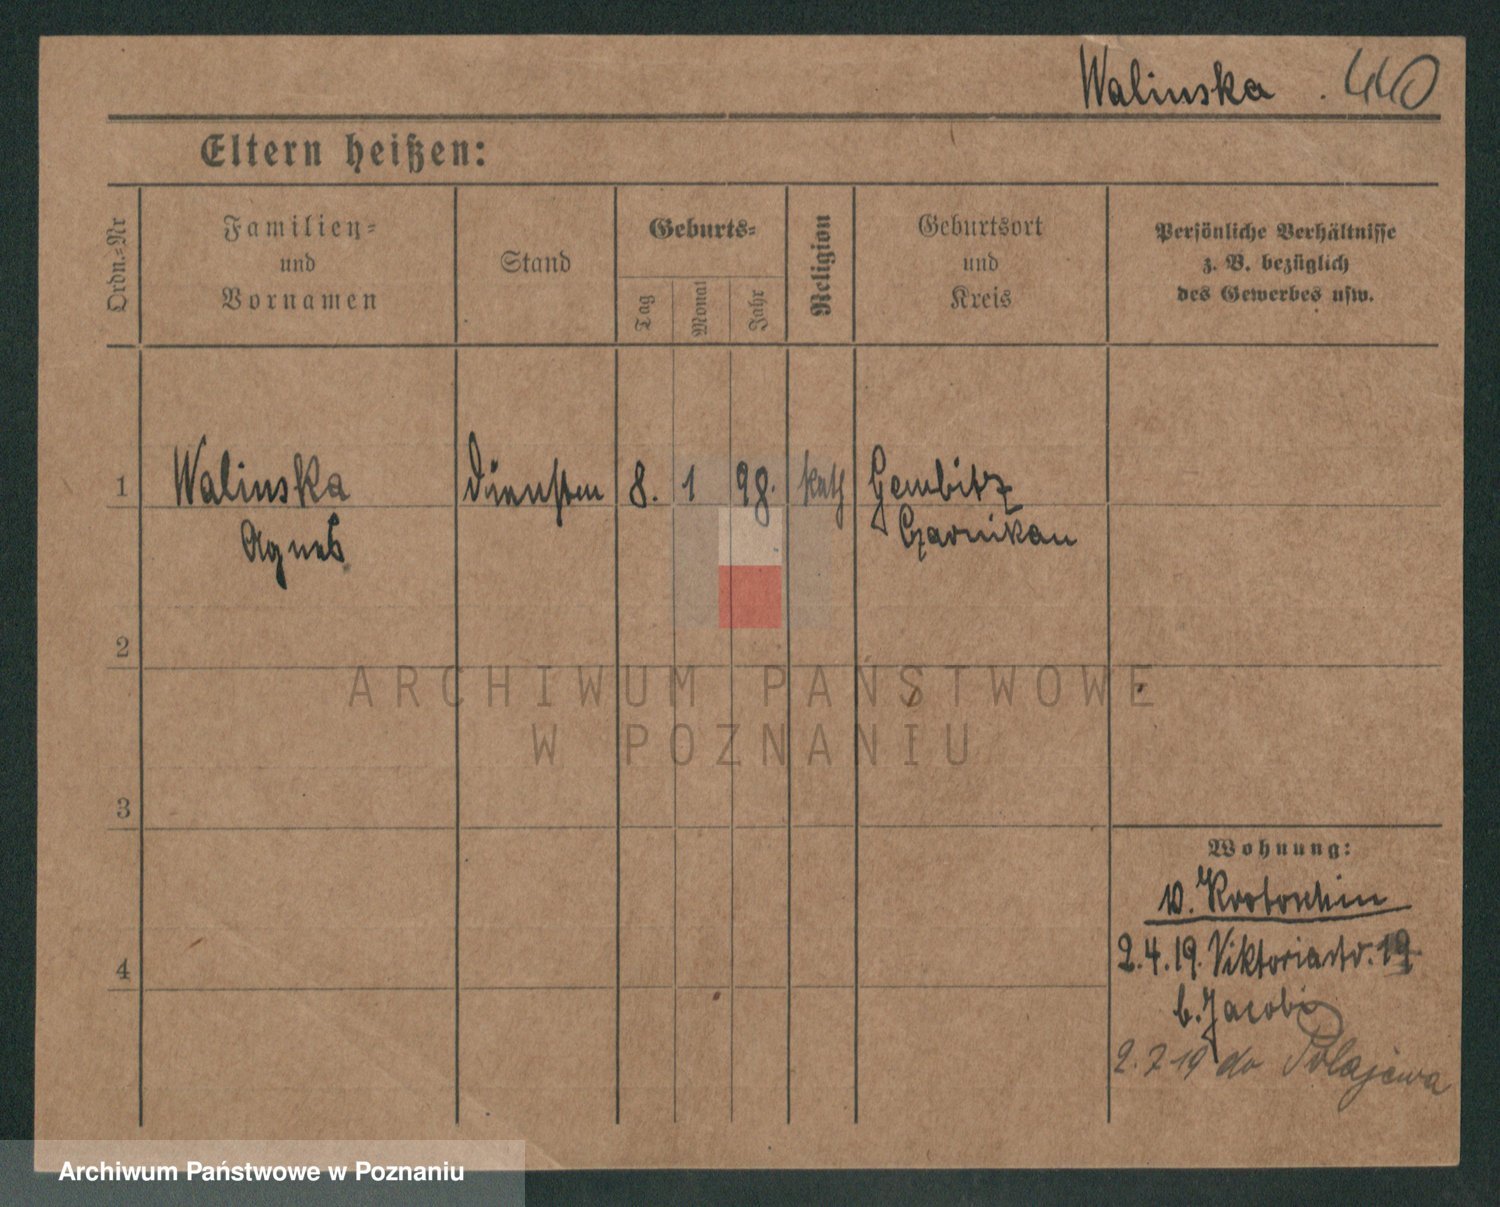 Walinska . 440
Eltern heißen:
Ordn.-Nr
Familien-
und
Vornamen
Stand
Geburts-
Tag
Monat
Jahr
Religion
Geburtsort
und
Kreis
Persönliche Verhältnisse
z. B. bezüglich
des Gewerbes usw.
1 Walinska Dienstm 8. 1 98. kath Gembitz
Agnes Czarnikau
2
3
4
Wohnung:
v. Krotoschin
2.4.19. Viktoriastr. 19
b. Jacobi
2.7.19 do Połajewa
ARCHIWUM PAŃSTWOWE
W POZNANIU
Archiwum Państwowe w Poznaniu